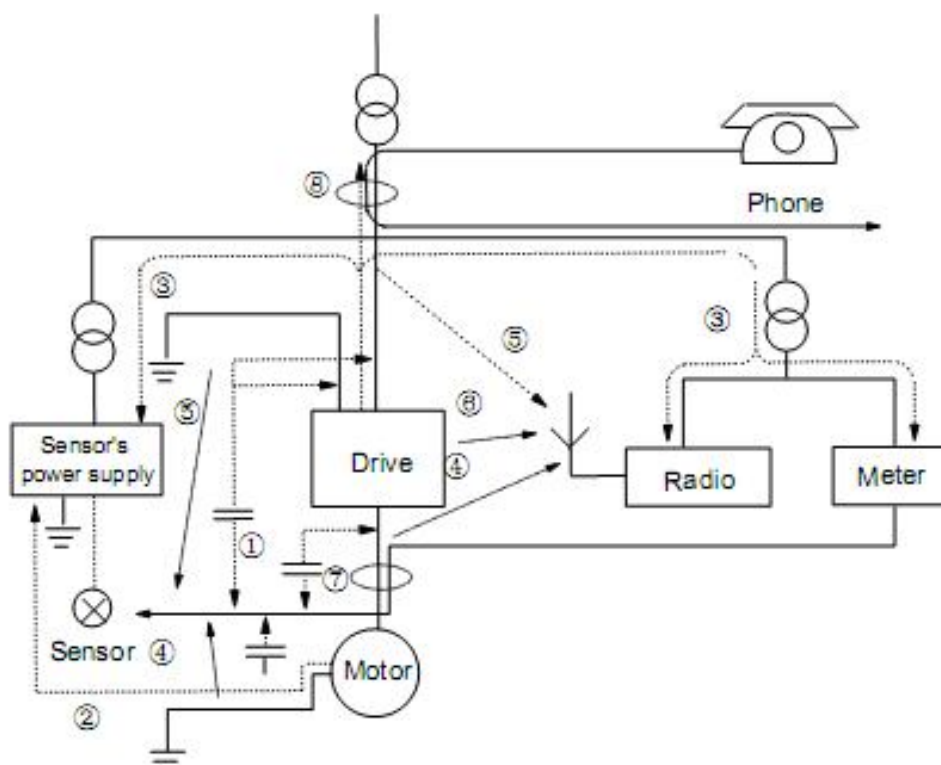 ⑧
Phone
③
③
⑤
⑤
⑥
Sensor's
power supply
Drive
④
Radio
Meter
①
⑦
Sensor
④
Motor
②